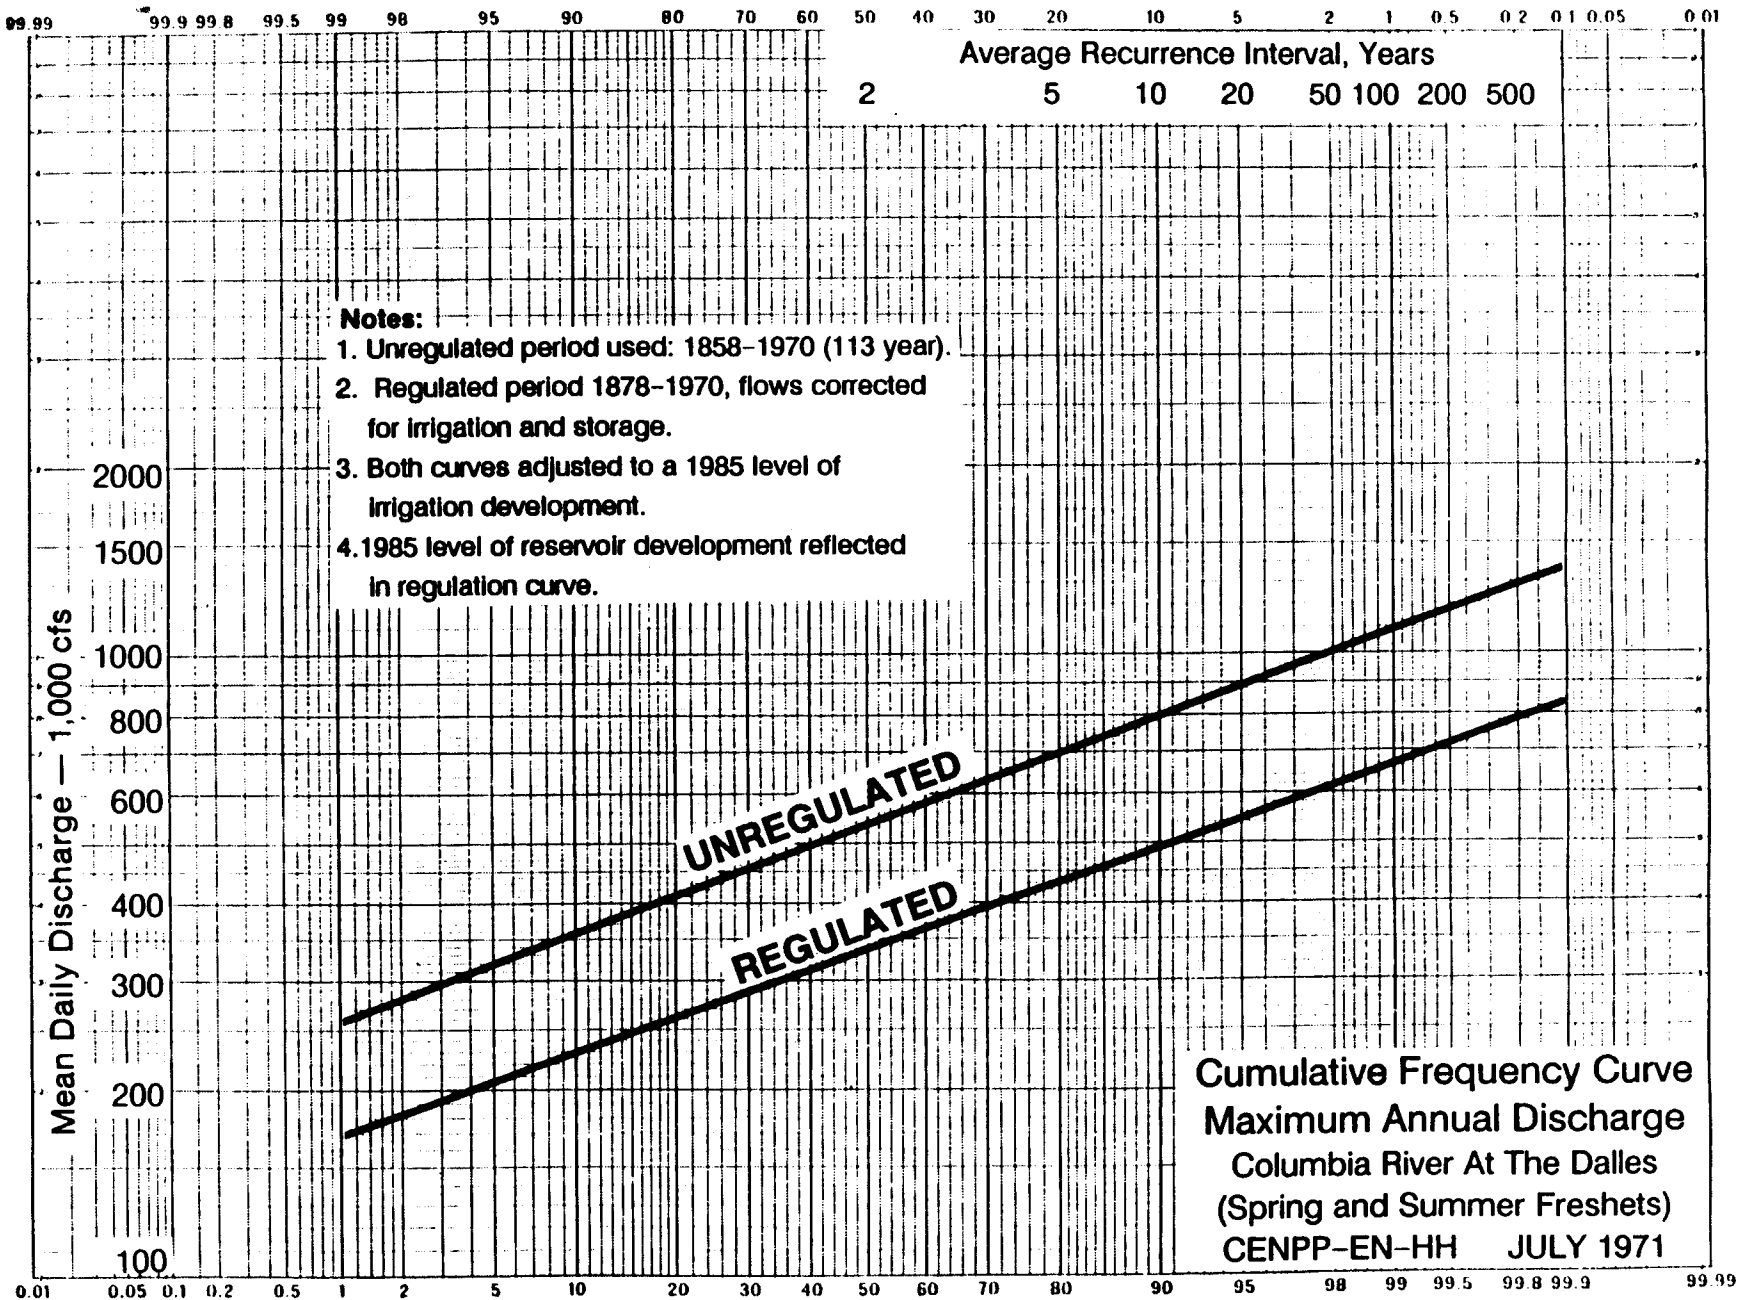 99.99 99.9 99.8 99.5 99 98 95 90 80 70 60 50 40 30 20 10 5 2 1 0.5 0 2 0 1 0.05 0 01
Average Recurrence Interval, Years
2 5 10 20 50 100 200 500
Notes:
1. Unregulated period used: 1858-1970 (113 year).
2. Regulated period 1878-1970, flows corrected
for irrigation and storage.
3. Both curves adjusted to a 1985 level of
irrigation development.
4.1985 level of reservoir development reflected
in regulation curve.
Mean Daily Discharge — 1,000 cfs
2000
1500
1000
800
600
400
300
200
100
UNREGULATED
REGULATED
Cumulative Frequency Curve
Maximum Annual Discharge
Columbia River At The Dalles
(Spring and Summer Freshets)
CENPP-EN-HH JULY 1971
0.01 0.05 0.1 0.2 0.5 1 2 5 10 20 30 40 50 60 70 80 90 95 98 99 99.5 99.8 99.9 99.99